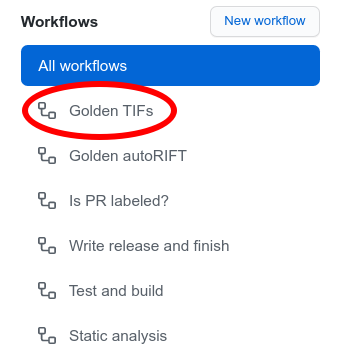 Workflows
New workflow
All workflows
Golden TIFs
Golden autoRIFT
Is PR labeled?
Write release and finish
Test and build
Static analysis